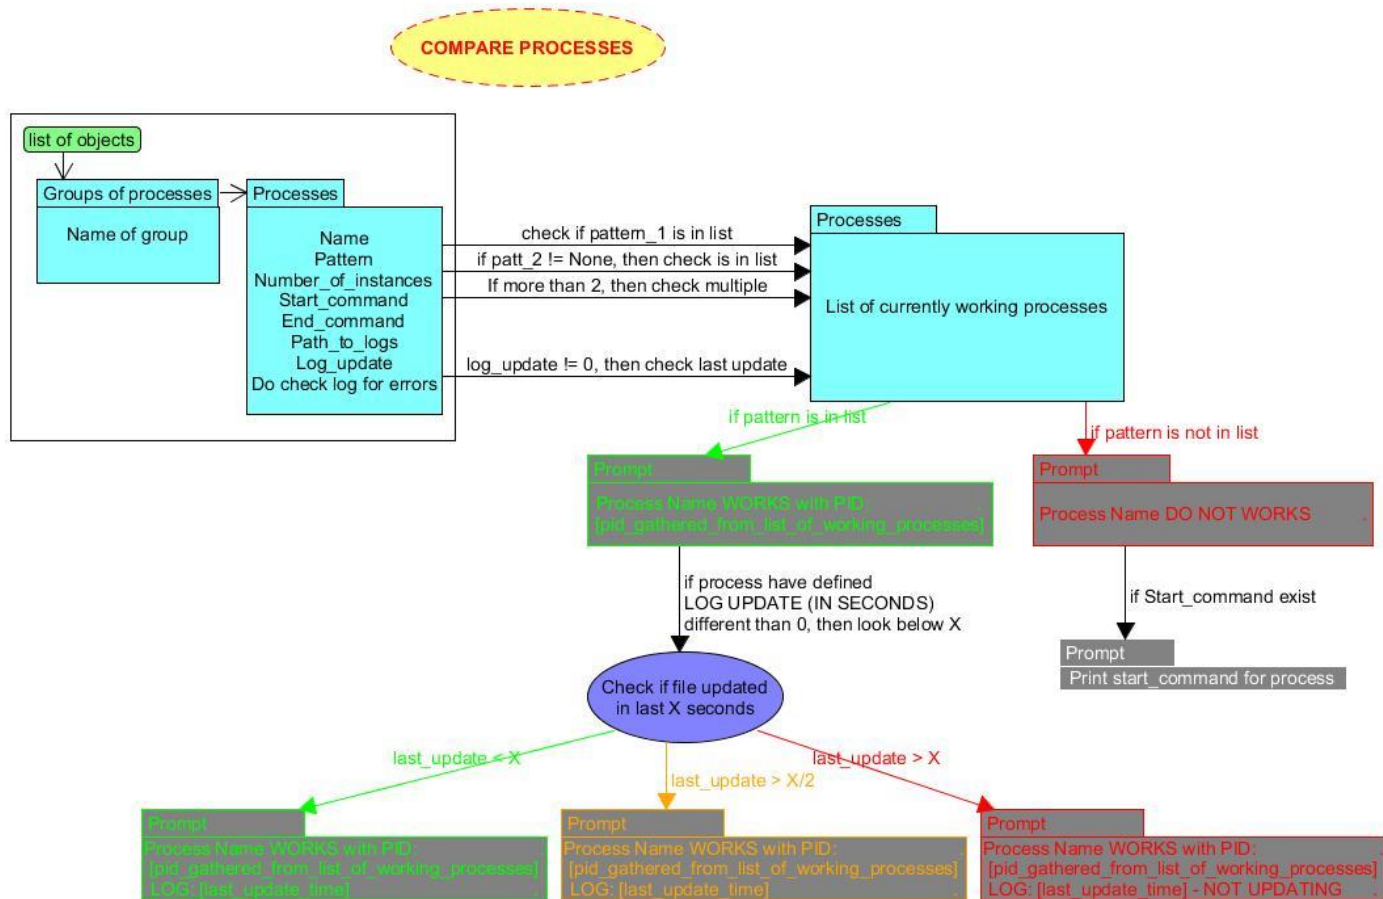 COMPARE PROCESSES
list of objects
Groups of processes
Name of group
Processes
Name
Pattern
Number_of_instances
Start_command
End_command
Path_to_logs
Log_update
Do check log for errors
check if pattern_1 is in list
if patt_2 != None, then check is in list
If more than 2, then check multiple
log_update != 0, then check last update
Processes
List of currently working processes
if pattern is in list
if pattern is not in list
Prompt
Process Name WORKS with PID:
[pid_gathered_from_list_of_working_processes]
Prompt
Process Name DO NOT WORKS .
if process have defined
LOG UPDATE (IN SECONDS)
different than 0, then look below X
if Start_command exist
Prompt
Print start_command for process
Check if file updated
in last X seconds
last_update < X
last_update > X/2
last_update > X
Prompt
Process Name WORKS with PID: .
[pid_gathered_from_list_of_working_processes]
LOG: [last_update_time] .
Prompt
Process Name WORKS with PID: .
[pid_gathered_from_list_of_working_processes]
LOG: [last_update_time] .
Prompt
Process Name WORKS with PID: .
[pid_gathered_from_list_of_working_processes]
LOG: [last_update_time] - NOT UPDATING .